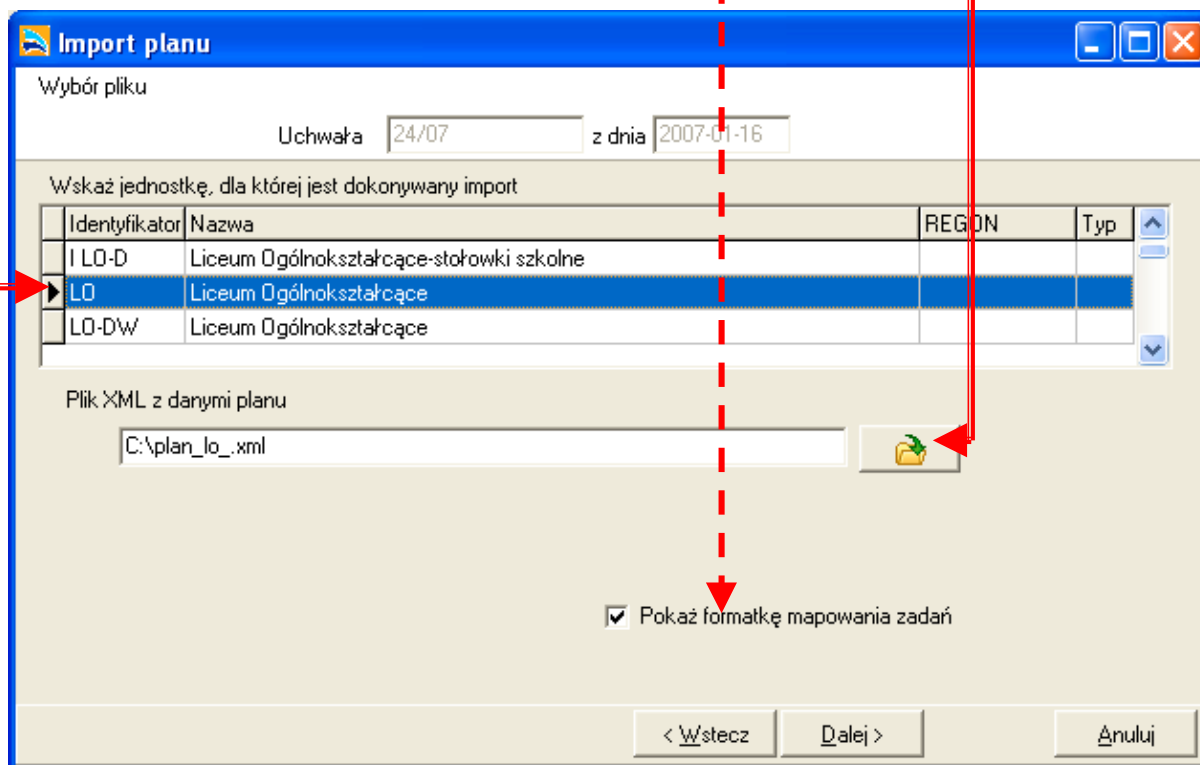 Import planu
Wybór pliku
Uchwała 24/07 z dnia 2007-01-16
Wskaż jednostkę, dla której jest dokonywany import
Identyfikator Nazwa REGON Typ
I LO-D Liceum Ogólnokształcące-stołowki szkolne
LO Liceum Ogólnokształcące
LO-DW Liceum Ogólnokształcące
Plik XML z danymi planu
C:\plan_lo_.xml
Pokaż formatkę mapowania zadań
< Wstecz Dalej > Anuluj